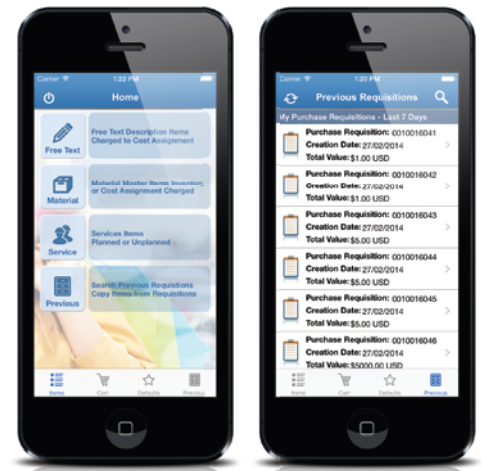 Carrier 1:22 PM
Home
Free Text
Free Text Description Items
Charged to Cost Assignment
Material
Material Master Items Inventory
or Cost Assignment Charged
Service
Services Items
Planned or Unplanned
Previous
Search Previous Requistions
Copy Items from Requisitions
Items Cart Defaults Previous
Carrier 1:20 PM
Previous Requisitions
My Purchase Requisitions - Last 7 Days
Purchase Requisition: 0010016041
Creation Date: 27/02/2014
Total Value: $1.00 USD
Purchase Requisition: 0010016042
Creation Date: 27/02/2014
Total Value: $1.00 USD
Purchase Requisition: 0010016043
Creation Date: 27/02/2014
Total Value: $5.00 USD
Purchase Requisition: 0010016044
Creation Date: 27/02/2014
Total Value: $5.00 USD
Purchase Requisition: 0010016045
Creation Date: 27/02/2014
Total Value: $5.00 USD
Purchase Requisition: 0010016046
Creation Date: 27/02/2014
Total Value: $5000.00 USD
Items Cart Defaults Previous